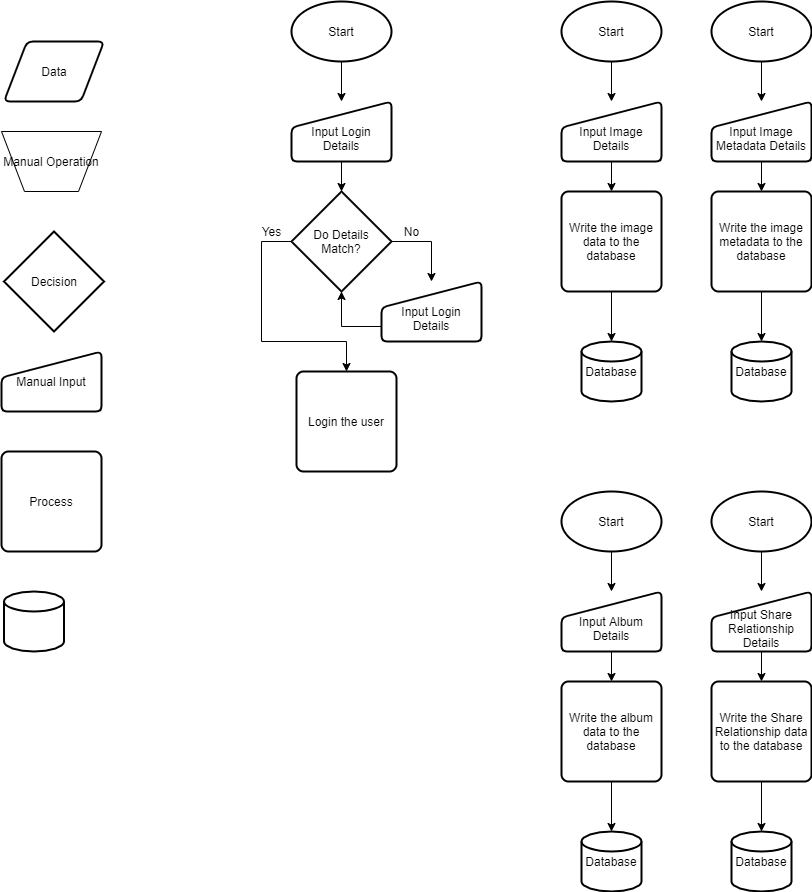 Data
Manual Operation
Decision
Manual Input
Process
Start
Input Login
Details
Do Details
Match?
Yes
No
Input Login
Details
Login the user
Start
Input Image
Details
Write the image
data to the
database
Database
Start
Input Image
Metadata Details
Write the image
metadata to the
database
Database
Start
Input Album
Details
Write the album
data to the
database
Database
Start
Input Share
Relationship
Details
Write the Share
Relationship data
to the database
Database